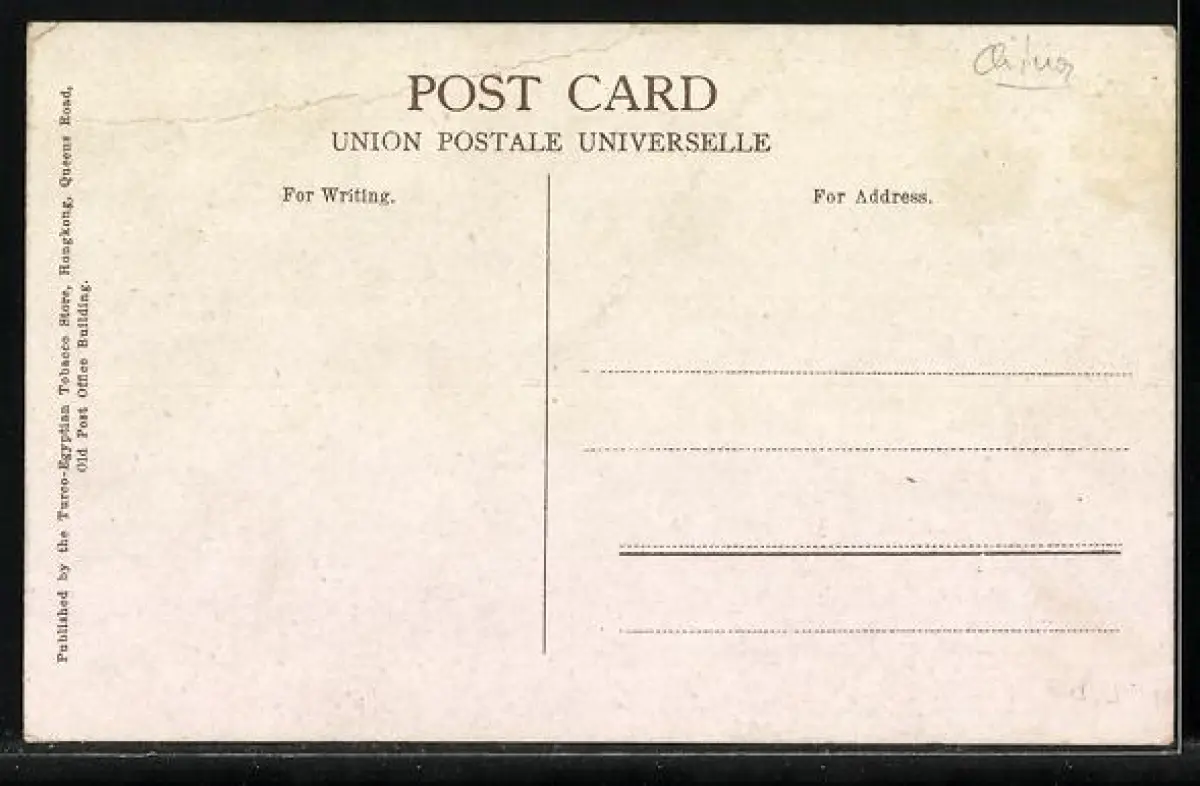 China
POST CARD
UNION POSTALE UNIVERSELLE
For Writing.
For Address.
Published by the Turco-Egyptian Tobacco Store, Hongkong, Queens Road,
Old Post Office Building.